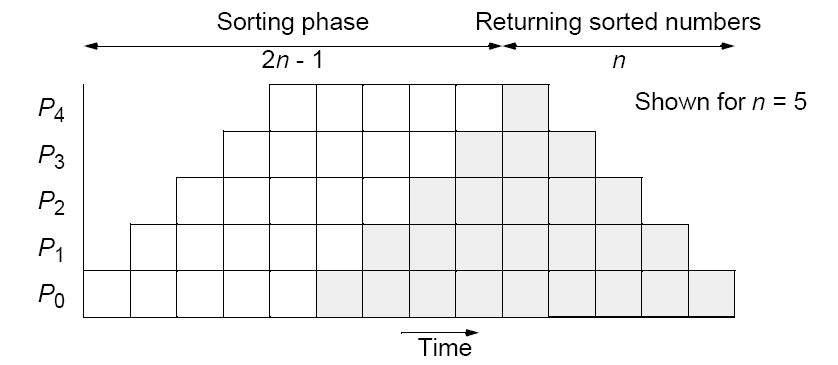 Sorting phase Returning sorted numbers
2n - 1 n
P4 Shown for n = 5
P3
P2
P1
P0
Time